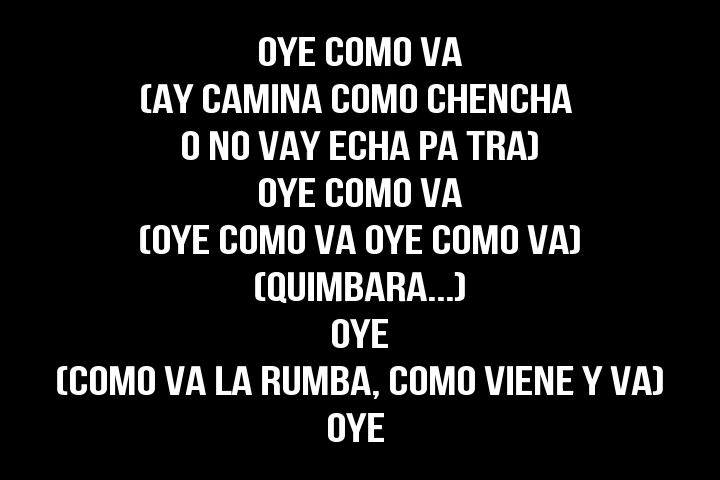 OYE COMO VA
(AY CAMINA COMO CHENCHA
O NO VAY ECHA PA TRA)
OYE COMO VA
(OYE COMO VA OYE COMO VA)
(QUIMBARA...)
OYE
(COMO VA LA RUMBA, COMO VIENE Y VA)
OYE